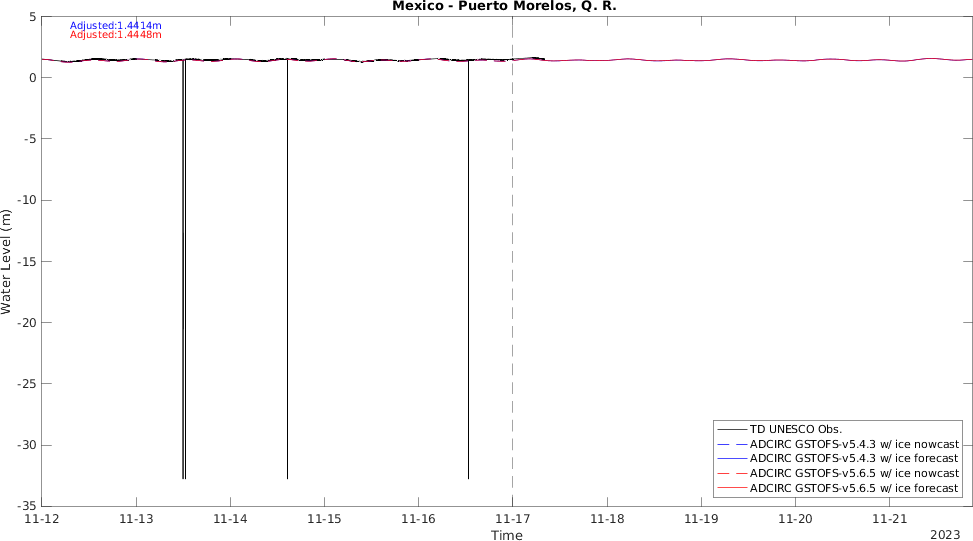 Mexico - Puerto Morelos, Q. R.
Adjusted:1.4414m
Adjusted:1.4448m
Water Level (m)
5
0
-5
-10
-15
-20
-25
-30
-35
TD UNESCO Obs.
ADCIRC GSTOFS-v5.4.3 w/ ice nowcast
ADCIRC GSTOFS-v5.4.3 w/ ice forecast
ADCIRC GSTOFS-v5.6.5 w/ ice nowcast
ADCIRC GSTOFS-v5.6.5 w/ ice forecast
11-12 11-13 11-14 11-15 11-16 11-17 11-18 11-19 11-20 11-21
Time
2023